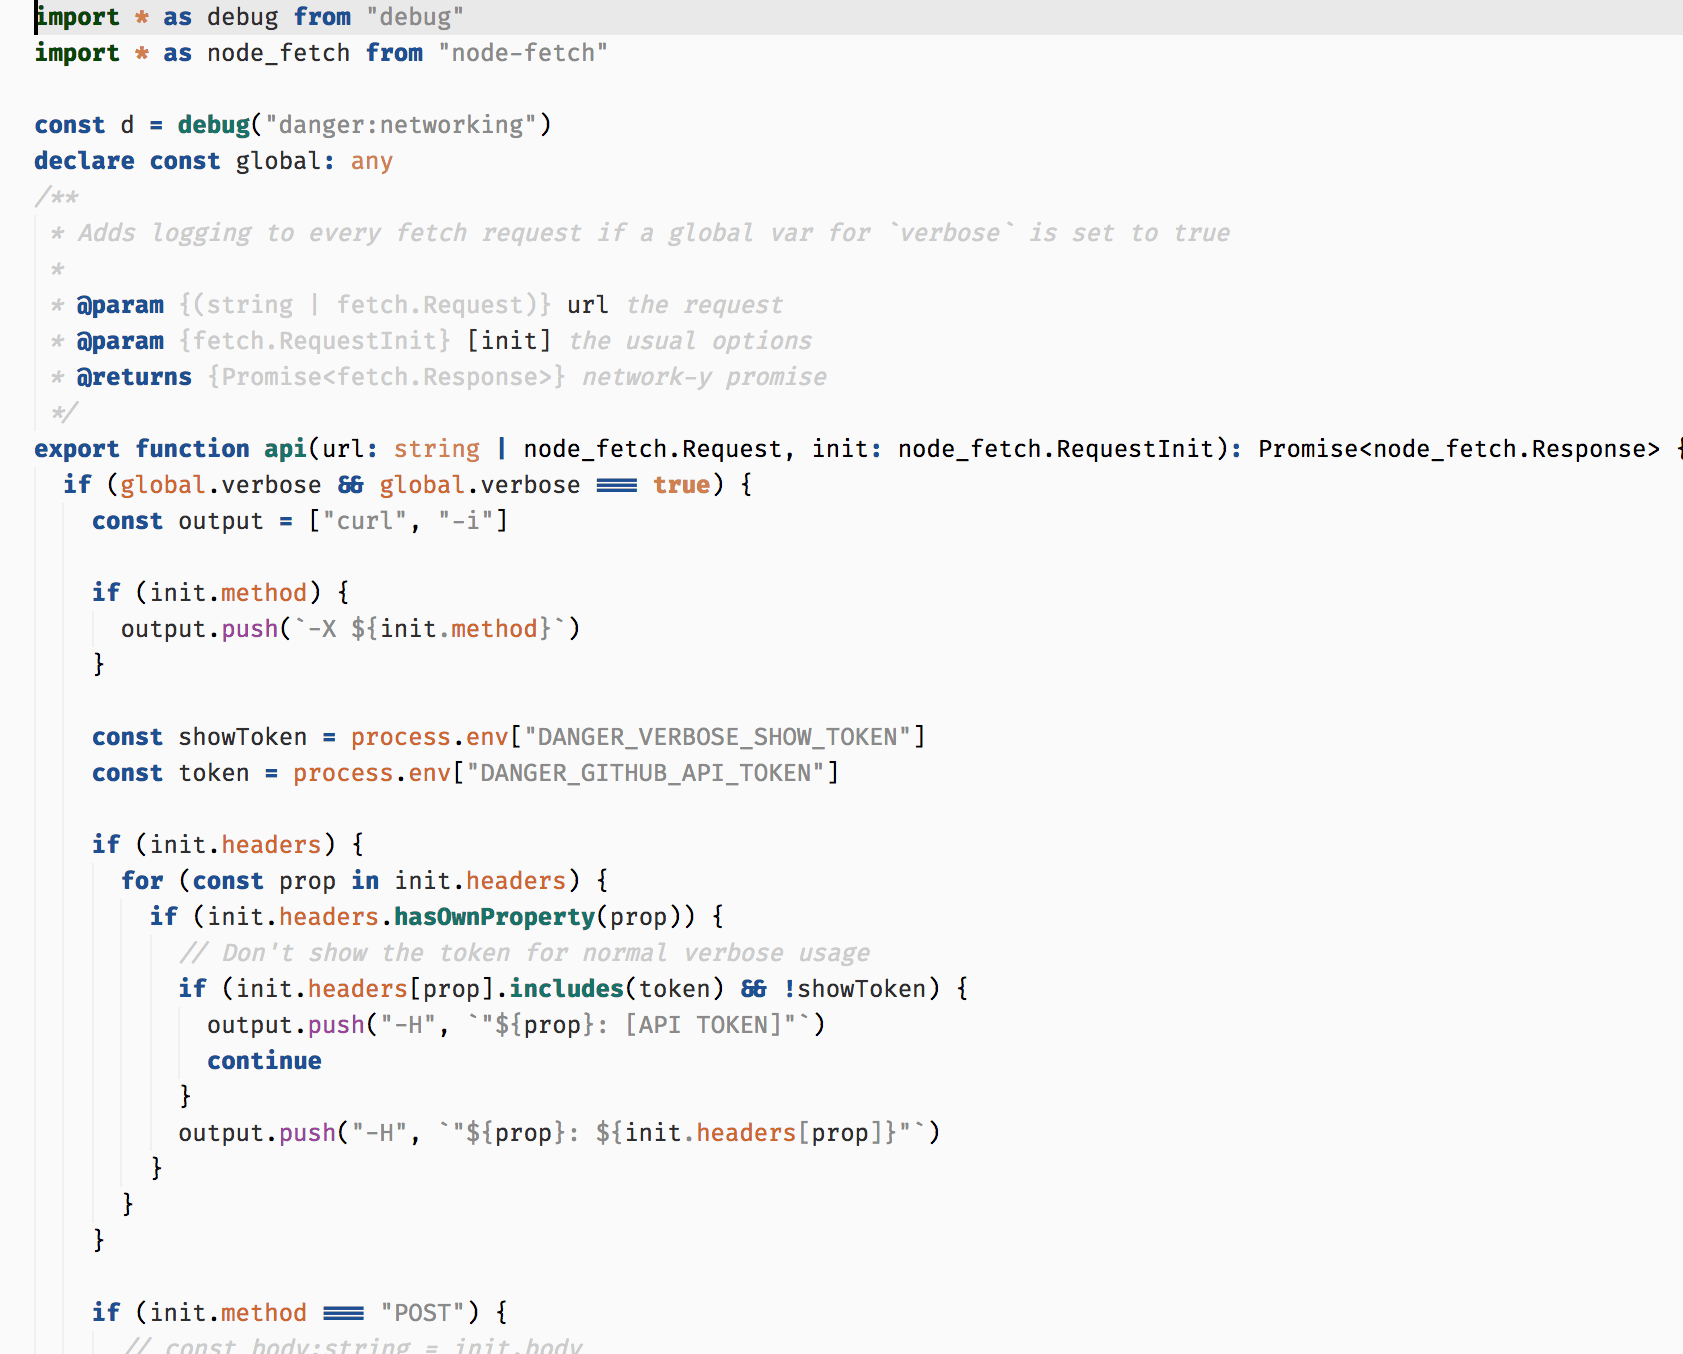 import * as debug from "debug"
import * as node_fetch from "node-fetch"

const d = debug("danger:networking")
declare const global: any
/**
 * Adds logging to every fetch request if a global var for `verbose` is set to true
 *
 * @param {(string | fetch.Request)} url the request
 * @param {fetch.RequestInit} [init] the usual options
 * @returns {Promise<fetch.Response>} network-y promise
 */
export function api(url: string | node_fetch.Request, init: node_fetch.RequestInit): Promise<node_fetch.Response> {
  if (global.verbose && global.verbose === true) {
    const output = ["curl", "-i"]

    if (init.method) {
      output.push(`-X ${init.method}`)
    }

    const showToken = process.env["DANGER_VERBOSE_SHOW_TOKEN"]
    const token = process.env["DANGER_GITHUB_API_TOKEN"]

    if (init.headers) {
      for (const prop in init.headers) {
        if (init.headers.hasOwnProperty(prop)) {
          // Don't show the token for normal verbose usage
          if (init.headers[prop].includes(token) && !showToken) {
            output.push("-H", `"${prop}: [API TOKEN]"`)
            continue
          }
          output.push("-H", `"${prop}: ${init.headers[prop]}"`)
        }
      }
    }

    if (init.method === "POST") {
      // const body:string = init.body